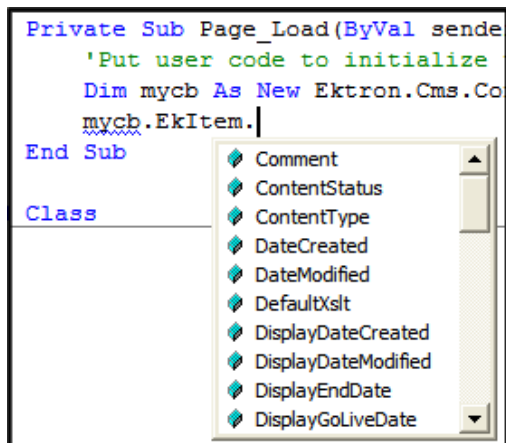 Private Sub Page_Load(ByVal sende
'Put user code to initialize
Dim mycb As New Ektron.Cms.Co
mycb.EkItem.
End Sub
Class
Comment
ContentStatus
ContentType
DateCreated
DateModified
DefaultXslt
DisplayDateCreated
DisplayDateModified
DisplayEndDate
DisplayGoLiveDate